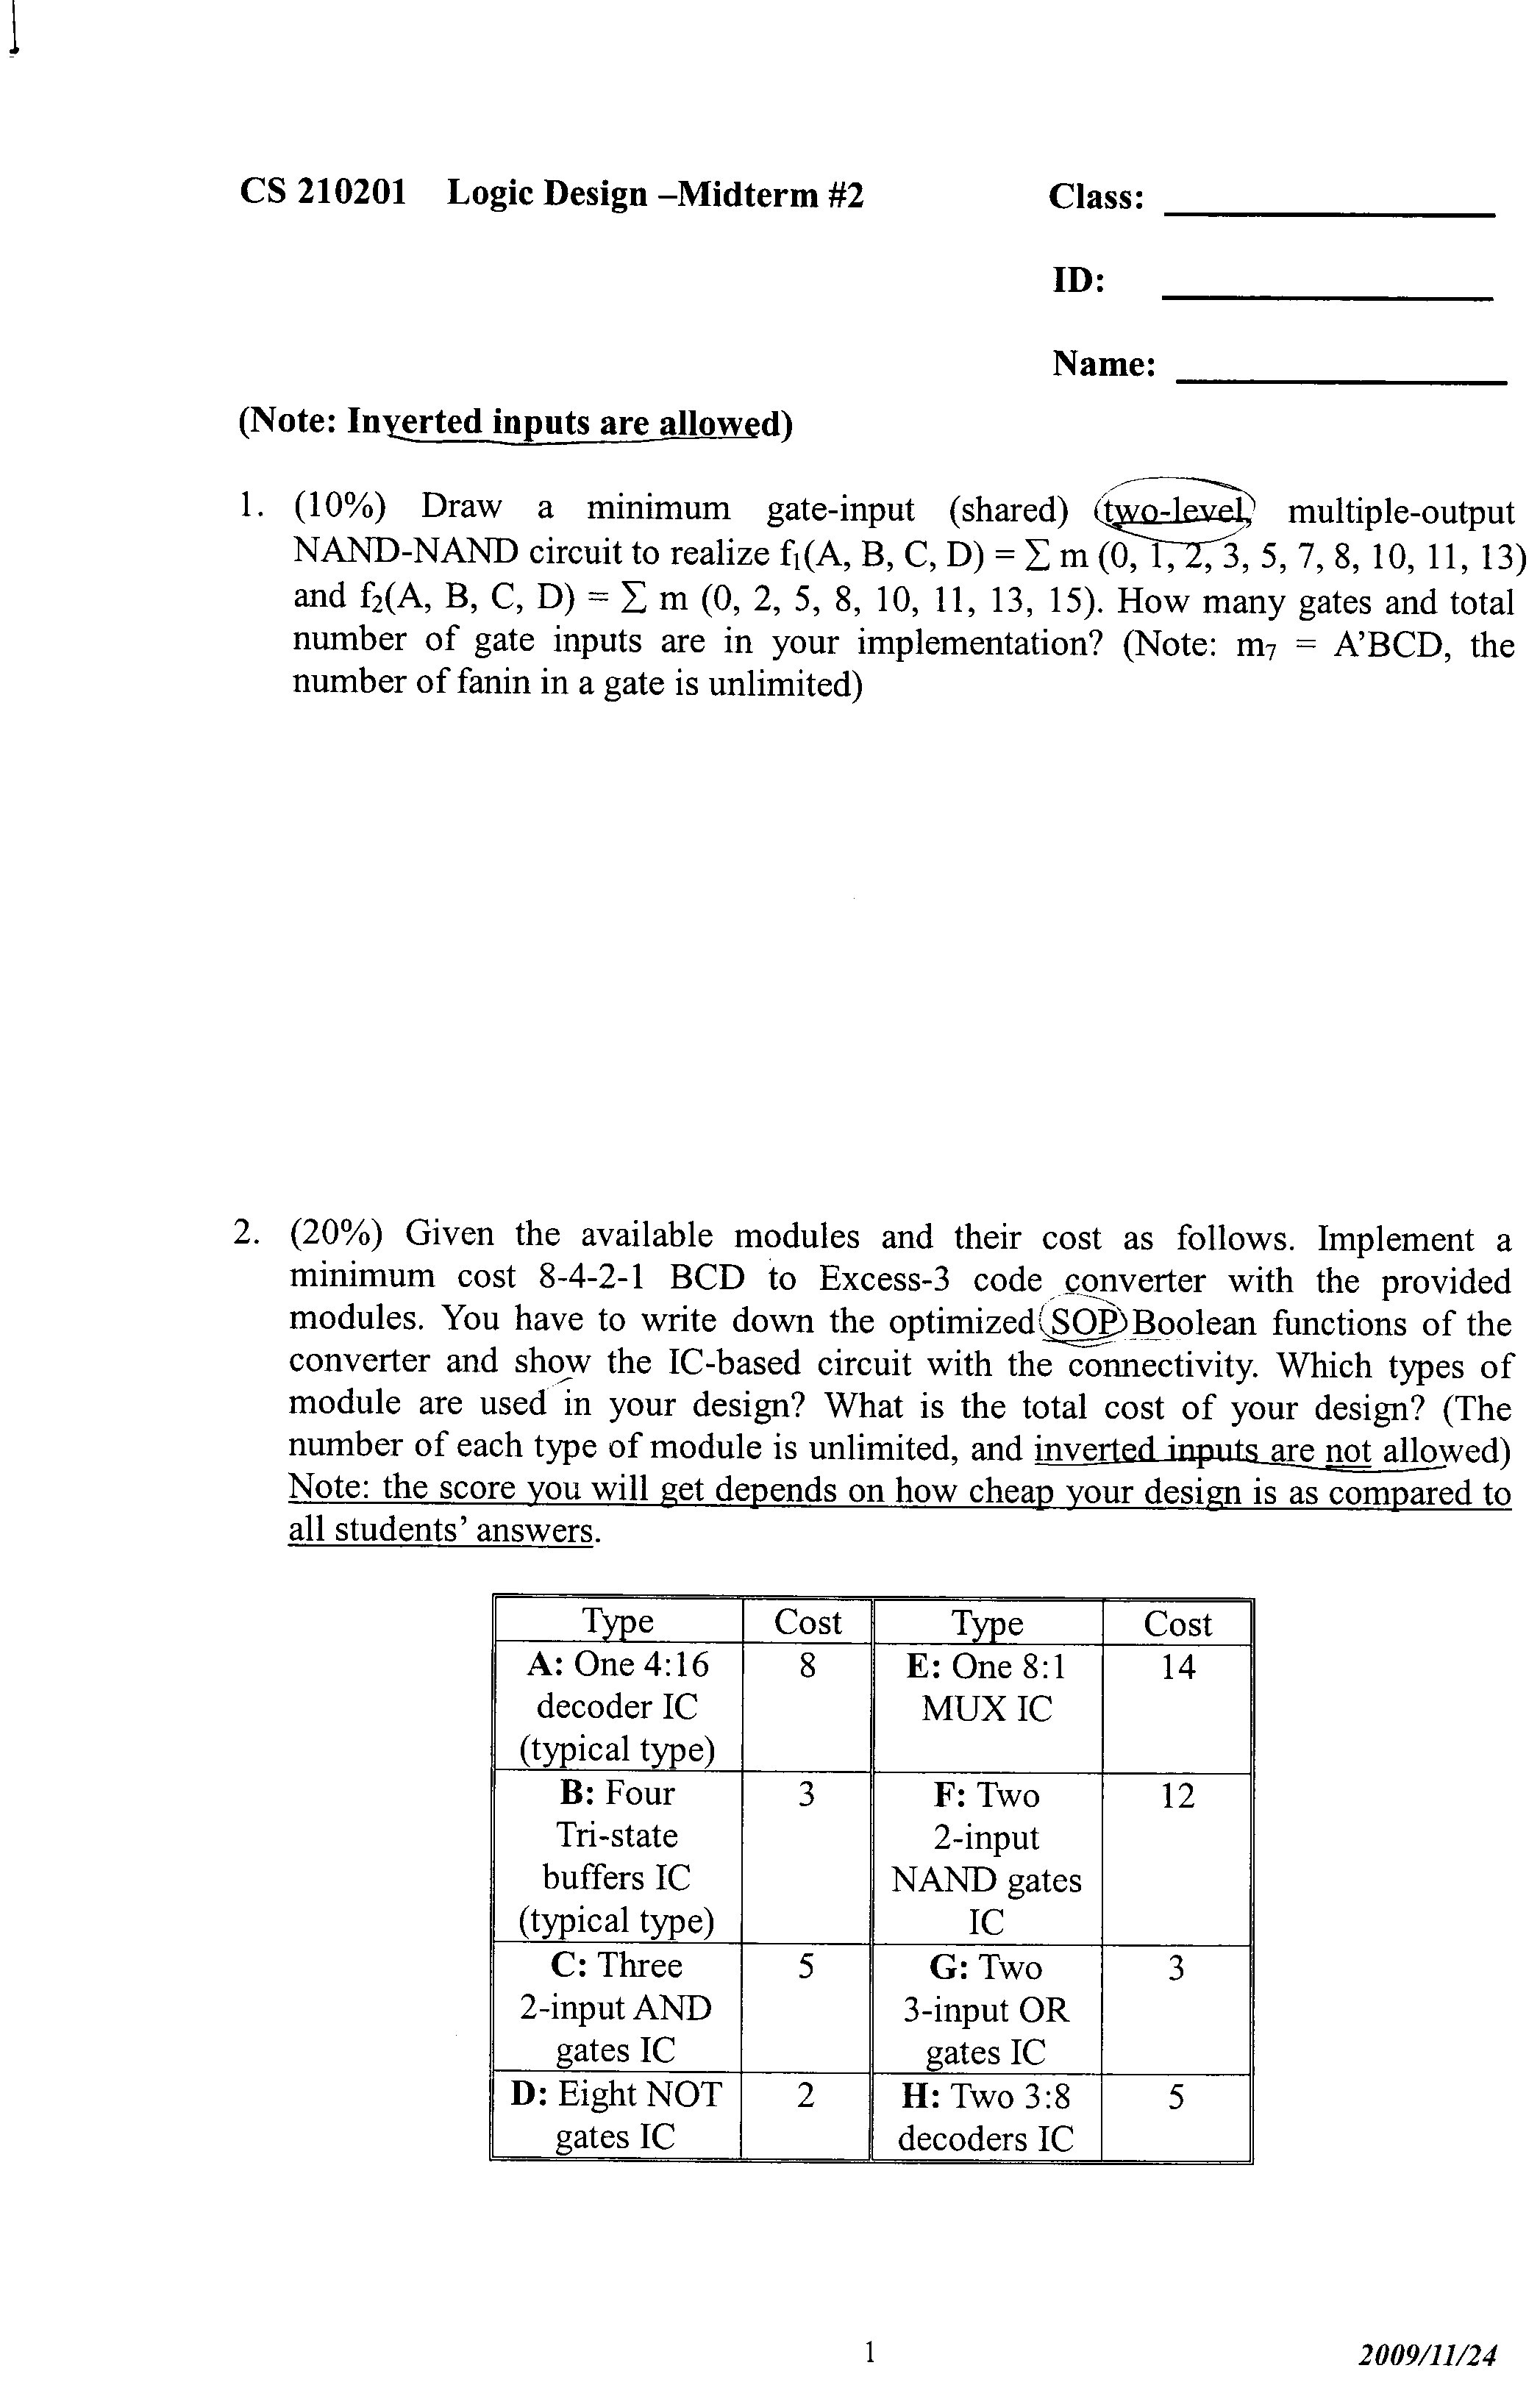 CS 210201 Logic Design –Midterm #2 Class:
ID:
Name:
(Note: Inverted inputs are allowed)
1. (10%) Draw a minimum gate-input (shared) two-level, multiple-output
NAND-NAND circuit to realize f₁(A, B, C, D) = Σ m (0, 1, 2, 3, 5, 7, 8, 10, 11, 13)
and f₂(A, B, C, D) = Σ m (0, 2, 5, 8, 10, 11, 13, 15). How many gates and total
number of gate inputs are in your implementation? (Note: m₇ = A’BCD, the
number of fanin in a gate is unlimited)
2. (20%) Given the available modules and their cost as follows. Implement a
minimum cost 8-4-2-1 BCD to Excess-3 code converter with the provided
modules. You have to write down the optimized SOP Boolean functions of the
converter and show the IC-based circuit with the connectivity. Which types of
module are used in your design? What is the total cost of your design? (The
number of each type of module is unlimited, and inverted inputs are not allowed)
Note: the score you will get depends on how cheap your design is as compared to
all students’ answers.
Type Cost Type Cost
A: One 4:16 8 E: One 8:1 14
decoder IC MUX IC
(typical type)
B: Four 3 F: Two 12
Tri-state 2-input
buffers IC NAND gates
(typical type) IC
C: Three 5 G: Two 3
2-input AND 3-input OR
gates IC gates IC
D: Eight NOT 2 H: Two 3:8 5
gates IC decoders IC
1 2009/11/24